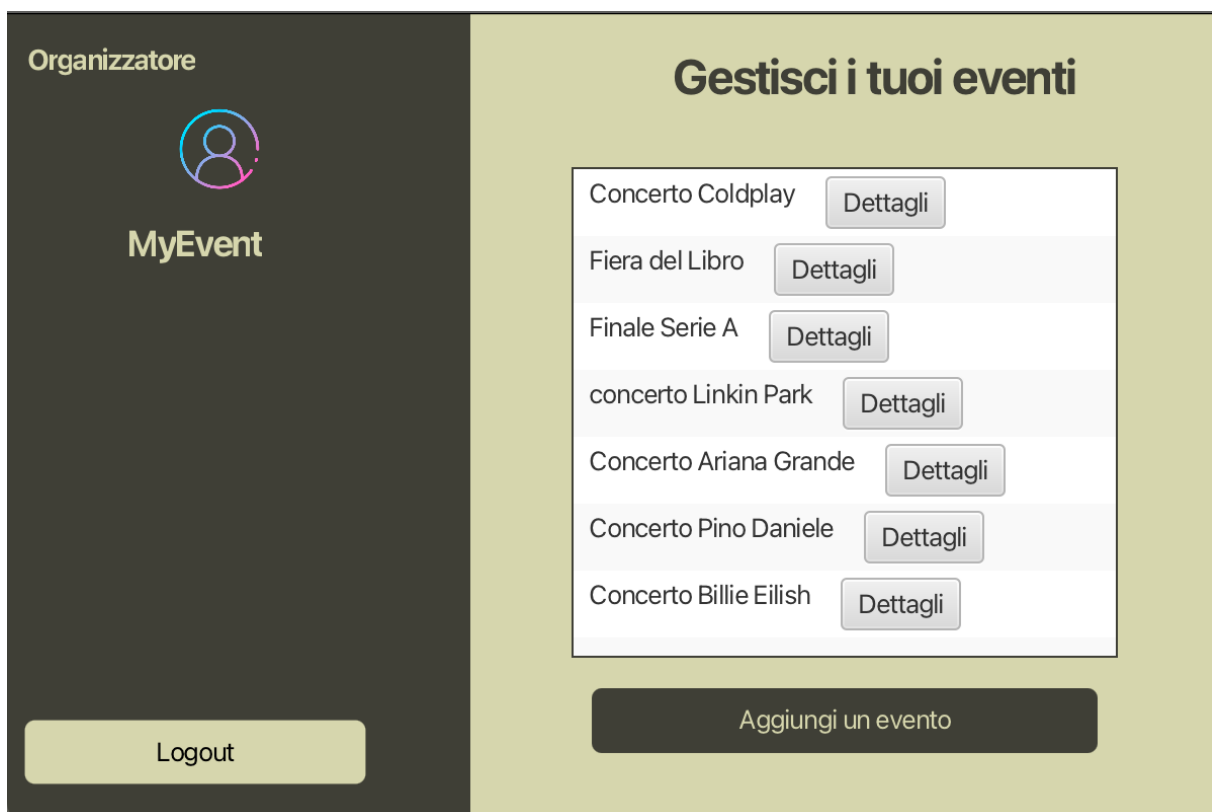 Organizzatore
MyEvent
Logout
Gestisci i tuoi eventi
Concerto Coldplay Dettagli
Fiera del Libro Dettagli
Finale Serie A Dettagli
concerto Linkin Park Dettagli
Concerto Ariana Grande Dettagli
Concerto Pino Daniele Dettagli
Concerto Billie Eilish Dettagli
Aggiungi un evento